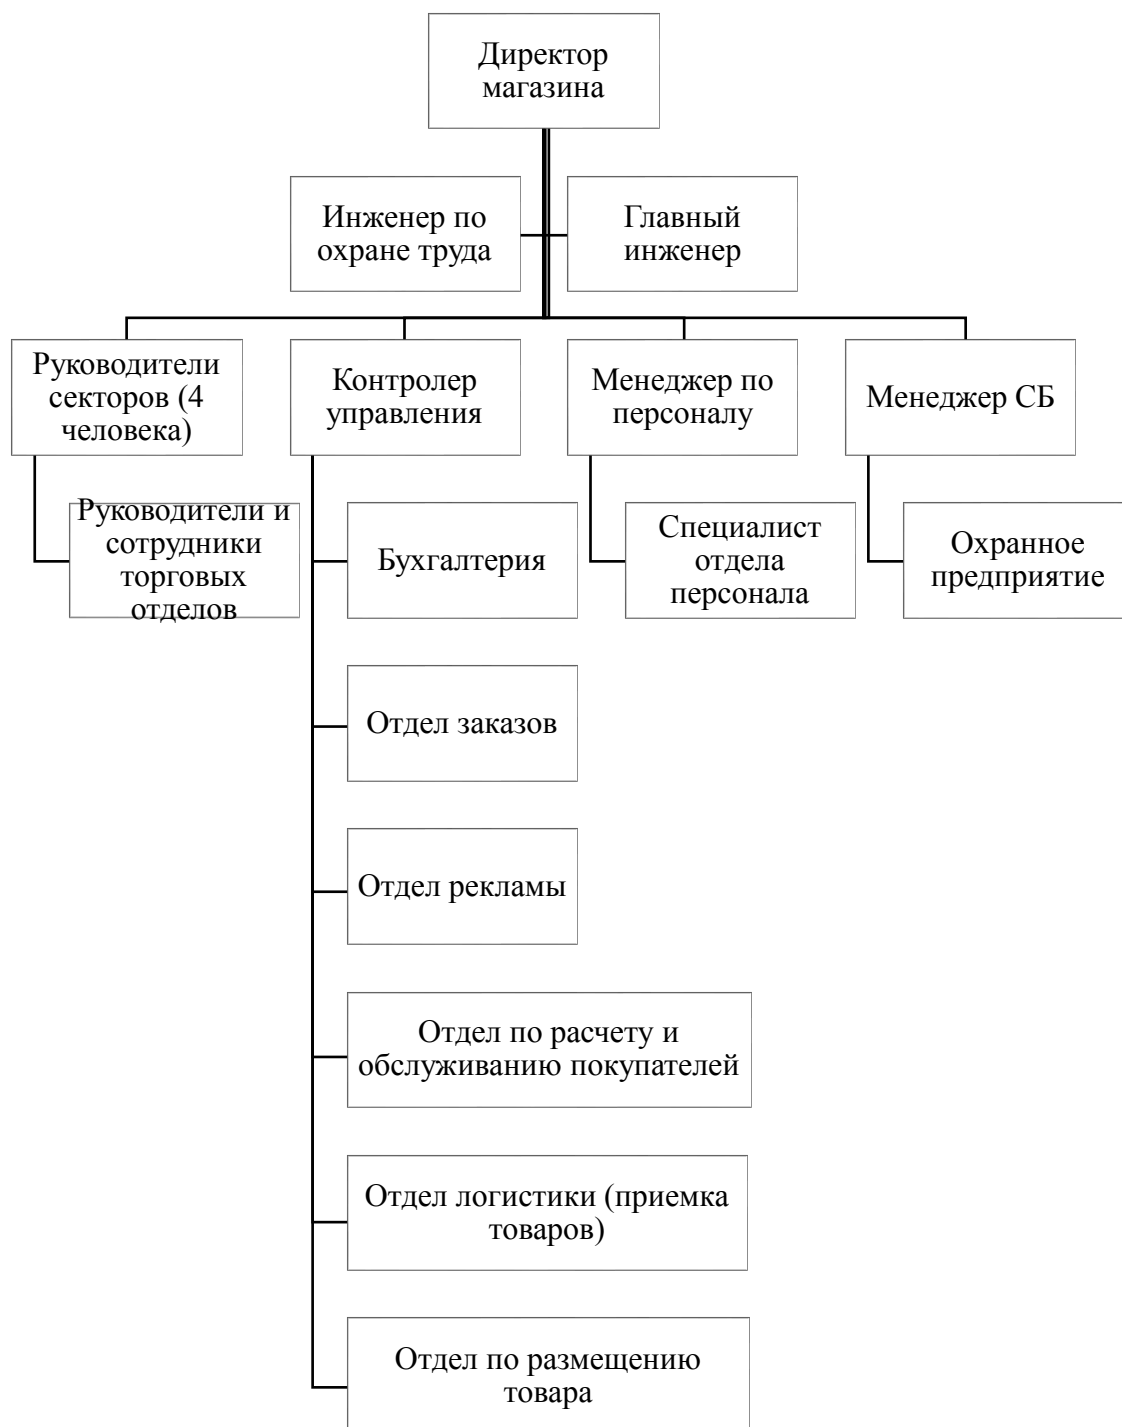 Директор
магазина
Инженер по
охране труда
Главный
инженер
Руководители
секторов (4
человека)
Контролер
управления
Менеджер по
персоналу
Менеджер СБ
Руководители и
сотрудники
торговых
отделов
Бухгалтерия
Специалист
отдела
персонала
Охранное
предприятие
Отдел заказов
Отдел рекламы
Отдел по расчету и
обслуживанию покупателей
Отдел логистики (приемка
товаров)
Отдел по размещению
товара